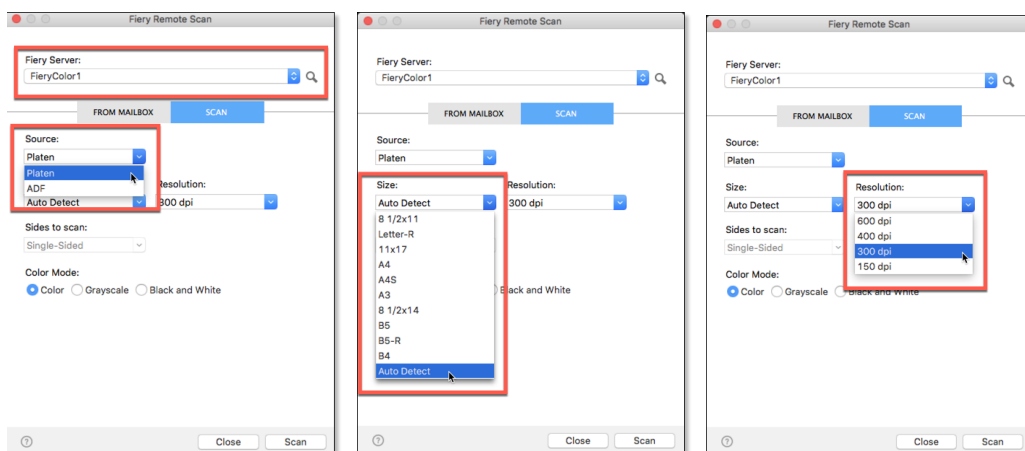 Fiery Remote Scan
Fiery Server:
FieryColor1
FROM MAILBOX SCAN
Source:
Platen
Platen
ADF
Resolution:
Auto Detect 300 dpi
Sides to scan:
Single-Sided
Color Mode:
Color Grayscale Black and White
? Close Scan
Fiery Remote Scan
Fiery Server:
FieryColor1
FROM MAILBOX SCAN
Source:
Platen
Size: Resolution:
Auto Detect 300 dpi
8 1/2x11
Letter-R
11x17
A4
A4S
A3
8 1/2x14
Black and White
B5
B5-R
B4
Auto Detect
? Close Scan
Fiery Remote Scan
Fiery Server:
FieryColor1
FROM MAILBOX SCAN
Source:
Platen
Size: Resolution:
Auto Detect 300 dpi
600 dpi
Sides to scan: 400 dpi
Single-Sided 300 dpi
150 dpi
Color Mode:
Color Grayscale Black and White
? Close Scan